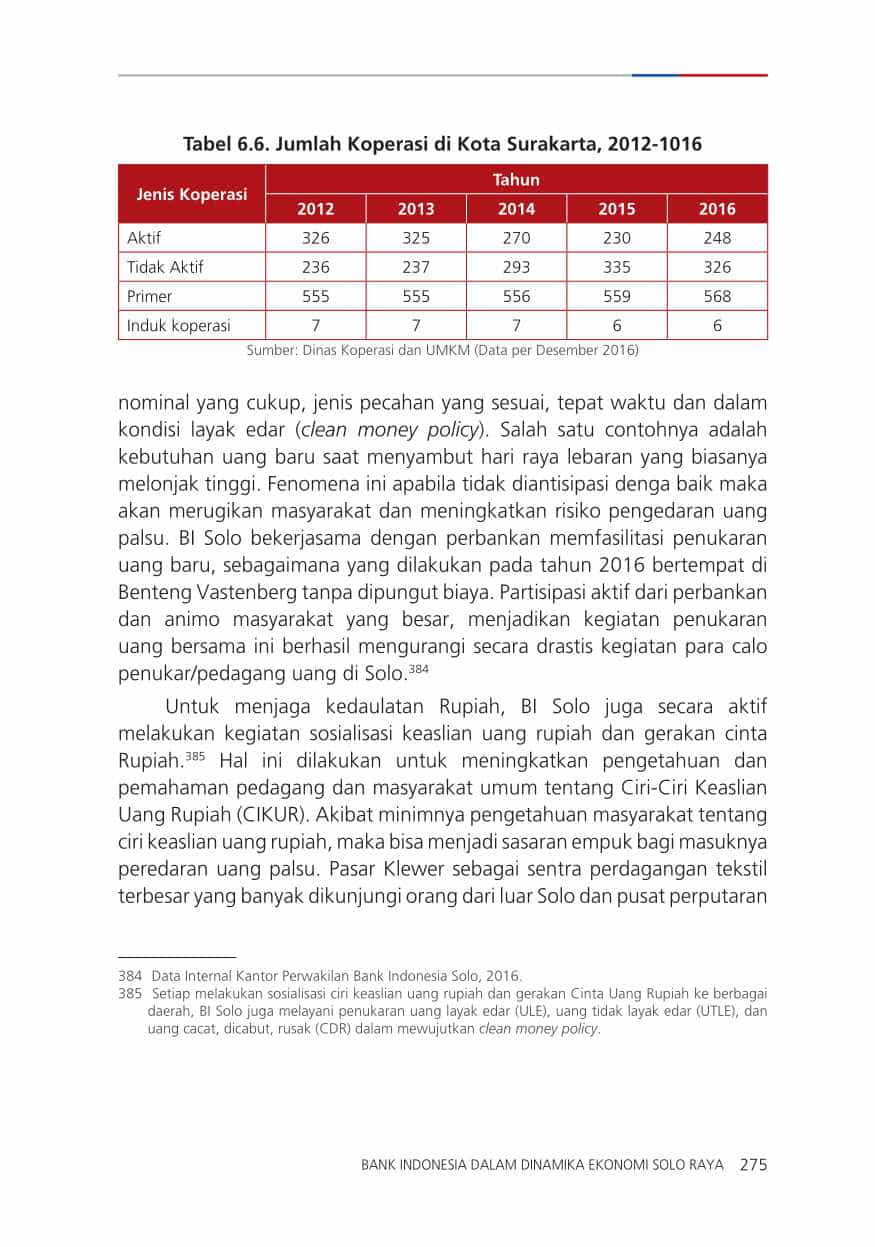 Tabel 6.6. Jumlah Koperasi di Kota Surakarta, 2012-1016
Jenis Koperasi Tahun
2012 2013 2014 2015 2016
Aktif 326 325 270 230 248
Tidak Aktif 236 237 293 335 326
Primer 555 555 556 559 568
Induk koperasi 7 7 7 6 6
Sumber: Dinas Koperasi dan UMKM (Data per Desember 2016)
nominal yang cukup, jenis pecahan yang sesuai, tepat waktu dan dalam
kondisi layak edar (clean money policy). Salah satu contohnya adalah
kebutuhan uang baru saat menyambut hari raya lebaran yang biasanya
melonjak tinggi. Fenomena ini apabila tidak diantisipasi denga baik maka
akan merugikan masyarakat dan meningkatkan risiko pengedaran uang
palsu. BI Solo bekerjasama dengan perbankan memfasilitasi penukaran
uang baru, sebagaimana yang dilakukan pada tahun 2016 bertempat di
Benteng Vastenberg tanpa dipungut biaya. Partisipasi aktif dari perbankan
dan animo masyarakat yang besar, menjadikan kegiatan penukaran
uang bersama ini berhasil mengurangi secara drastis kegiatan para calo
penukar/pedagang uang di Solo.384
Untuk menjaga kedaulatan Rupiah, BI Solo juga secara aktif
melakukan kegiatan sosialisasi keaslian uang rupiah dan gerakan cinta
Rupiah.385 Hal ini dilakukan untuk meningkatkan pengetahuan dan
pemahaman pedagang dan masyarakat umum tentang Ciri-Ciri Keaslian
Uang Rupiah (CIKUR). Akibat minimnya pengetahuan masyarakat tentang
ciri keaslian uang rupiah, maka bisa menjadi sasaran empuk bagi masuknya
peredaran uang palsu. Pasar Klewer sebagai sentra perdagangan tekstil
terbesar yang banyak dikunjungi orang dari luar Solo dan pusat perputaran
384 Data Internal Kantor Perwakilan Bank Indonesia Solo, 2016.
385 Setiap melakukan sosialisasi ciri keaslian uang rupiah dan gerakan Cinta Uang Rupiah ke berbagai
daerah, BI Solo juga melayani penukaran uang layak edar (ULE), uang tidak layak edar (UTLE), dan
uang cacat, dicabut, rusak (CDR) dalam mewujutkan clean money policy.
BANK INDONESIA DALAM DINAMIKA EKONOMI SOLO RAYA 275